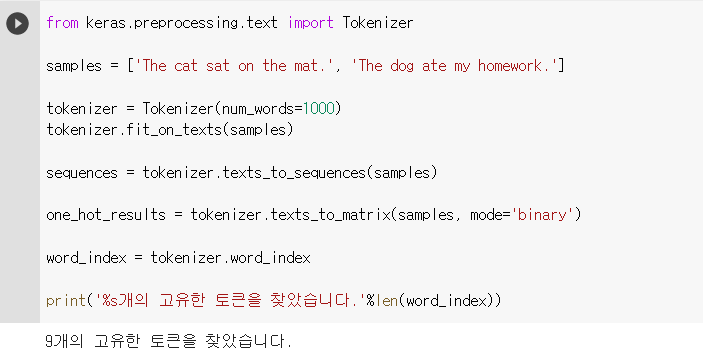 from keras.preprocessing.text import Tokenizer
samples = ['The cat sat on the mat.', 'The dog ate my homework.']
tokenizer = Tokenizer(num_words=1000)
tokenizer.fit_on_texts(samples)
sequences = tokenizer.texts_to_sequences(samples)
one_hot_results = tokenizer.texts_to_matrix(samples, mode='binary')
word_index = tokenizer.word_index
print('%s개의 고유한 토큰을 찾았습니다.'%len(word_index))
9개의 고유한 토큰을 찾았습니다.